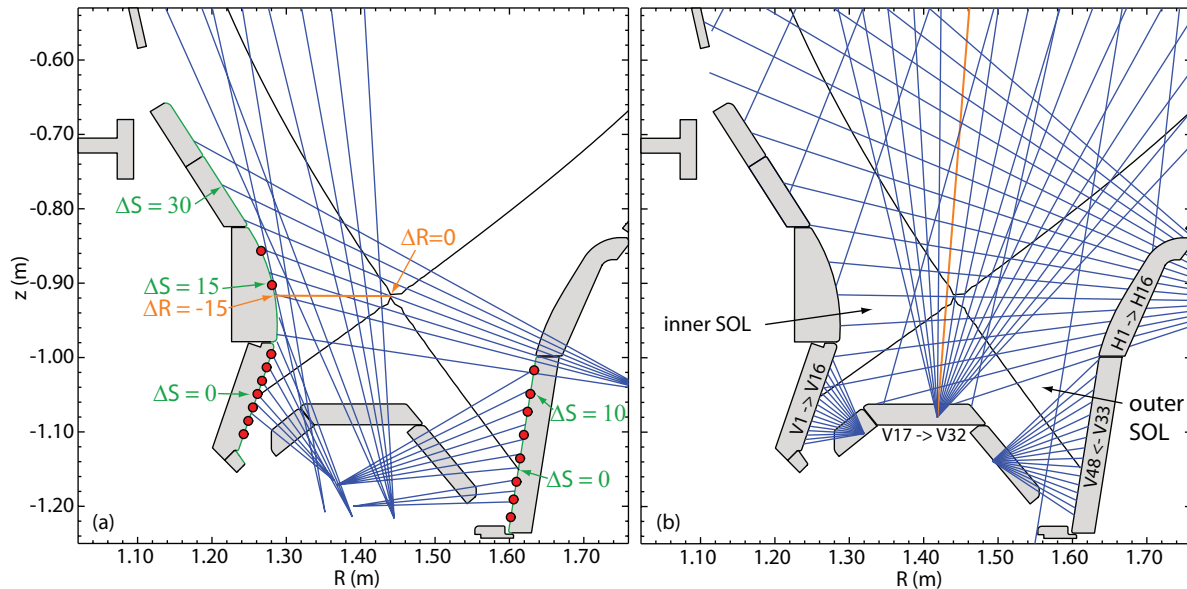 -0.60
-0.70
-0.80
-0.90
-1.00
-1.10
-1.20
z (m)
ΔS = 30
ΔR=0
ΔS = 15
ΔR = -15
ΔS = 0
ΔS = 10
ΔS = 0
(a)
1.10 1.20 1.30 1.40 1.50 1.60 1.70
R (m)
inner SOL
H1 -> H16
V1 -> V16
outer
SOL
V17 -> V32
V48 <- V33
(b)
1.10 1.20 1.30 1.40 1.50 1.60 1.70
R (m)